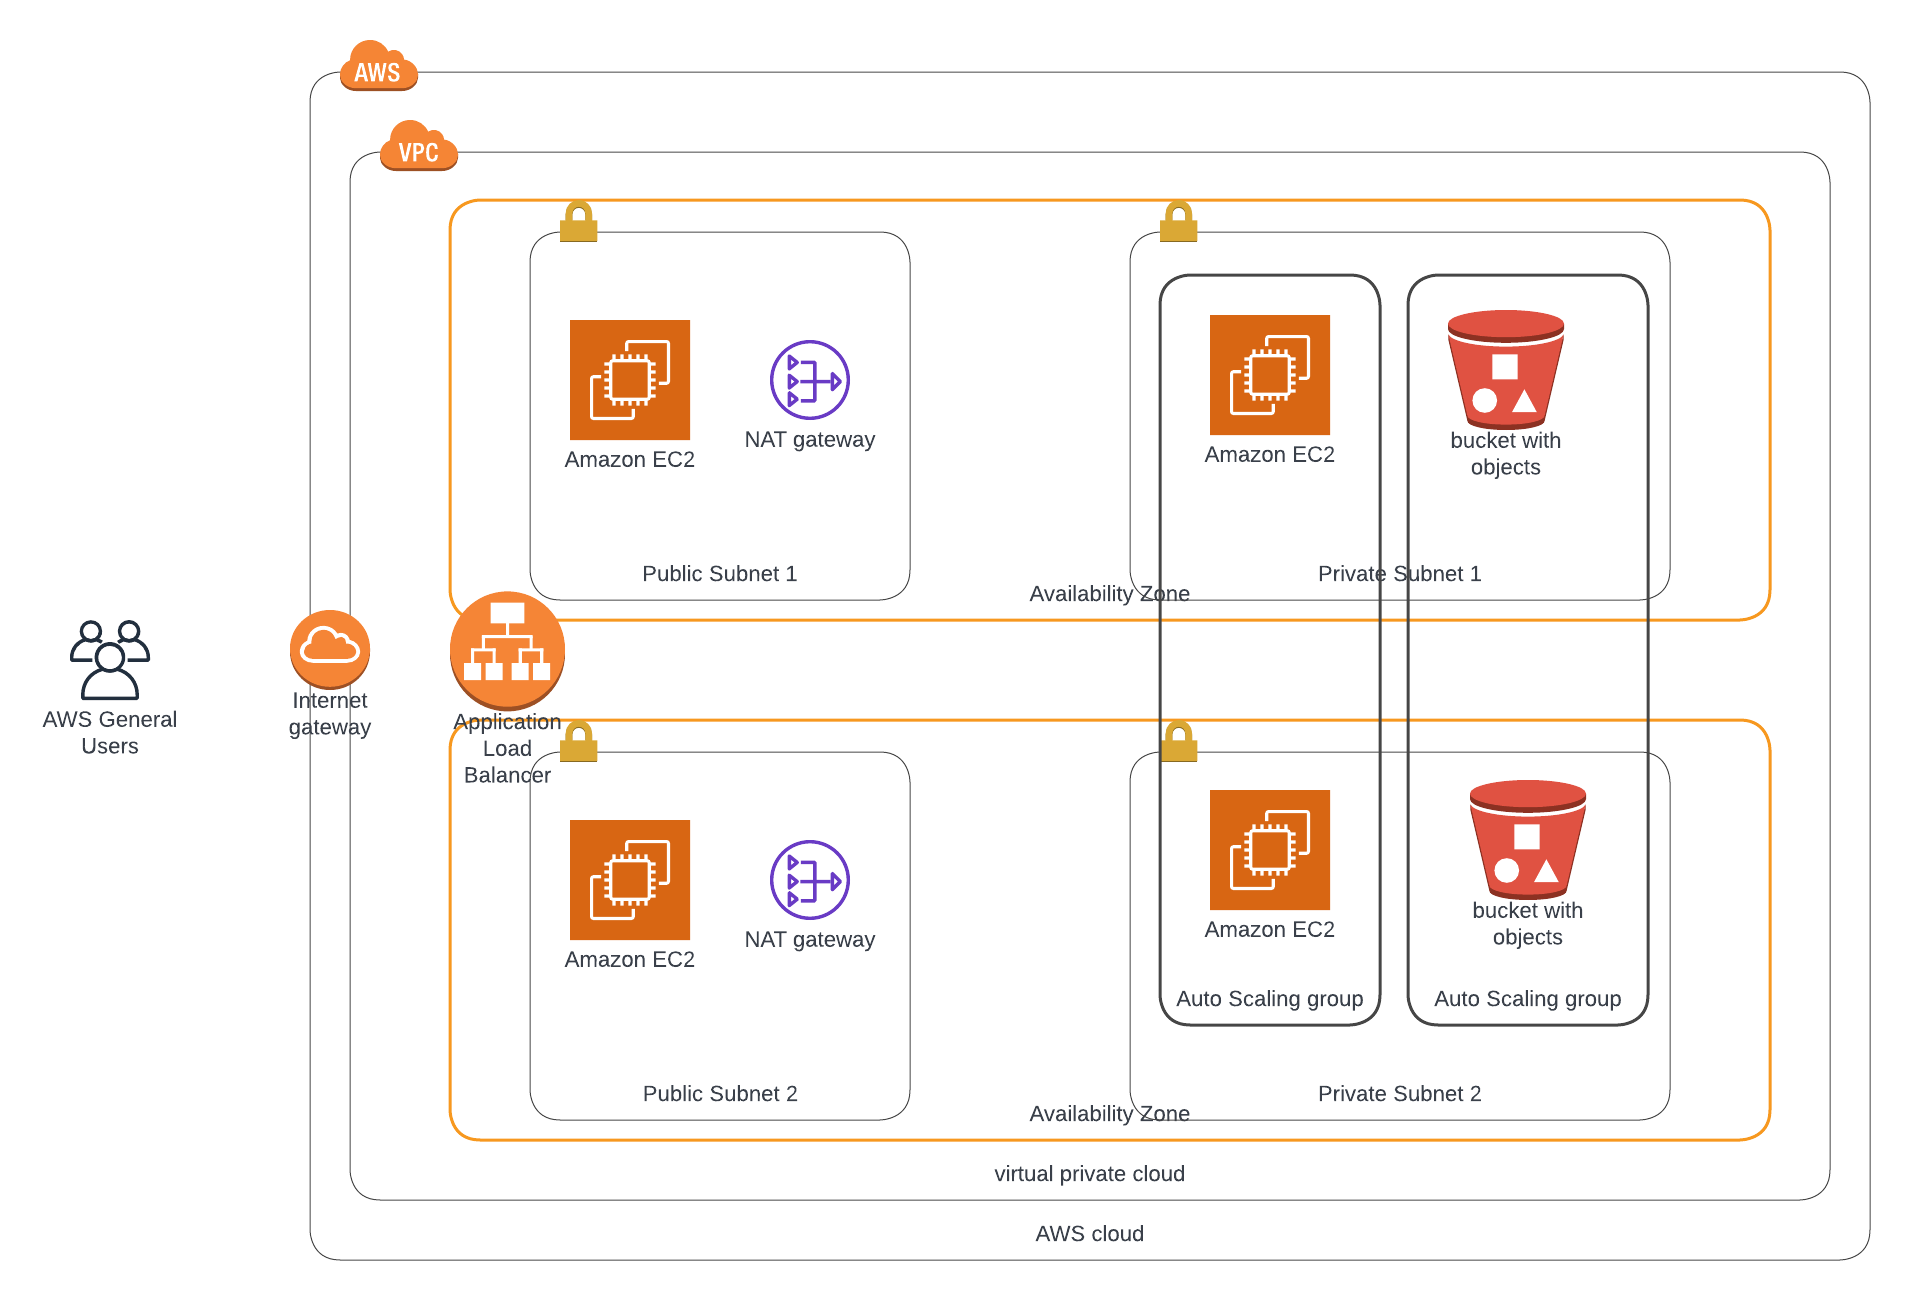 AWS
VPC
Amazon EC2
NAT gateway
Amazon EC2
bucket with
objects
Public Subnet 1
Private Subnet 1
Availability Zone
AWS General
Users
Internet
gateway
Application
Load
Balancer
Amazon EC2
NAT gateway
Amazon EC2
bucket with
objects
Auto Scaling group
Auto Scaling group
Public Subnet 2
Private Subnet 2
Availability Zone
virtual private cloud
AWS cloud